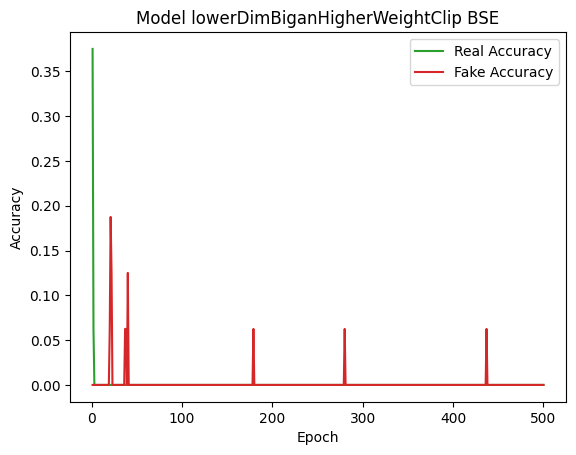 Model lowerDimBiganHigherWeightClip BSE
Real Accuracy
Fake Accuracy
Accuracy
0.35
0.30
0.25
0.20
0.15
0.10
0.05
0.00
0 100 200 300 400 500
Epoch